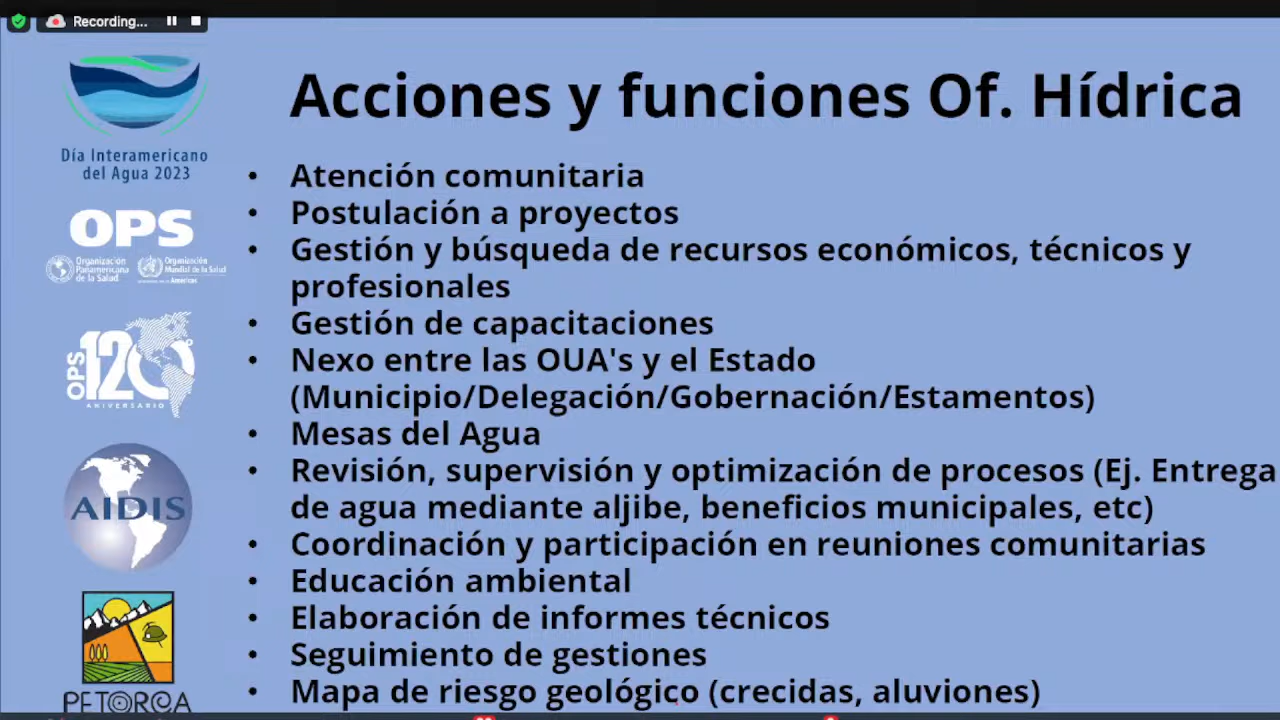 Recording...
Día Interamericano
del Agua 2023
OPS
Organización
Panamericana
de la Salud
Organización
Mundial de la Salud
Américas
OPS
120
ANIVERSARIO
AIDIS
PETORCA
Acciones y funciones Of. Hídrica
• Atención comunitaria
• Postulación a proyectos
• Gestión y búsqueda de recursos económicos, técnicos y
profesionales
• Gestión de capacitaciones
• Nexo entre las OUA's y el Estado
(Municipio/Delegación/Gobernación/Estamentos)
• Mesas del Agua
• Revisión, supervisión y optimización de procesos (Ej. Entrega
de agua mediante aljibe, beneficios municipales, etc)
• Coordinación y participación en reuniones comunitarias
• Educación ambiental
• Elaboración de informes técnicos
• Seguimiento de gestiones
• Mapa de riesgo geológico (crecidas, aluviones)